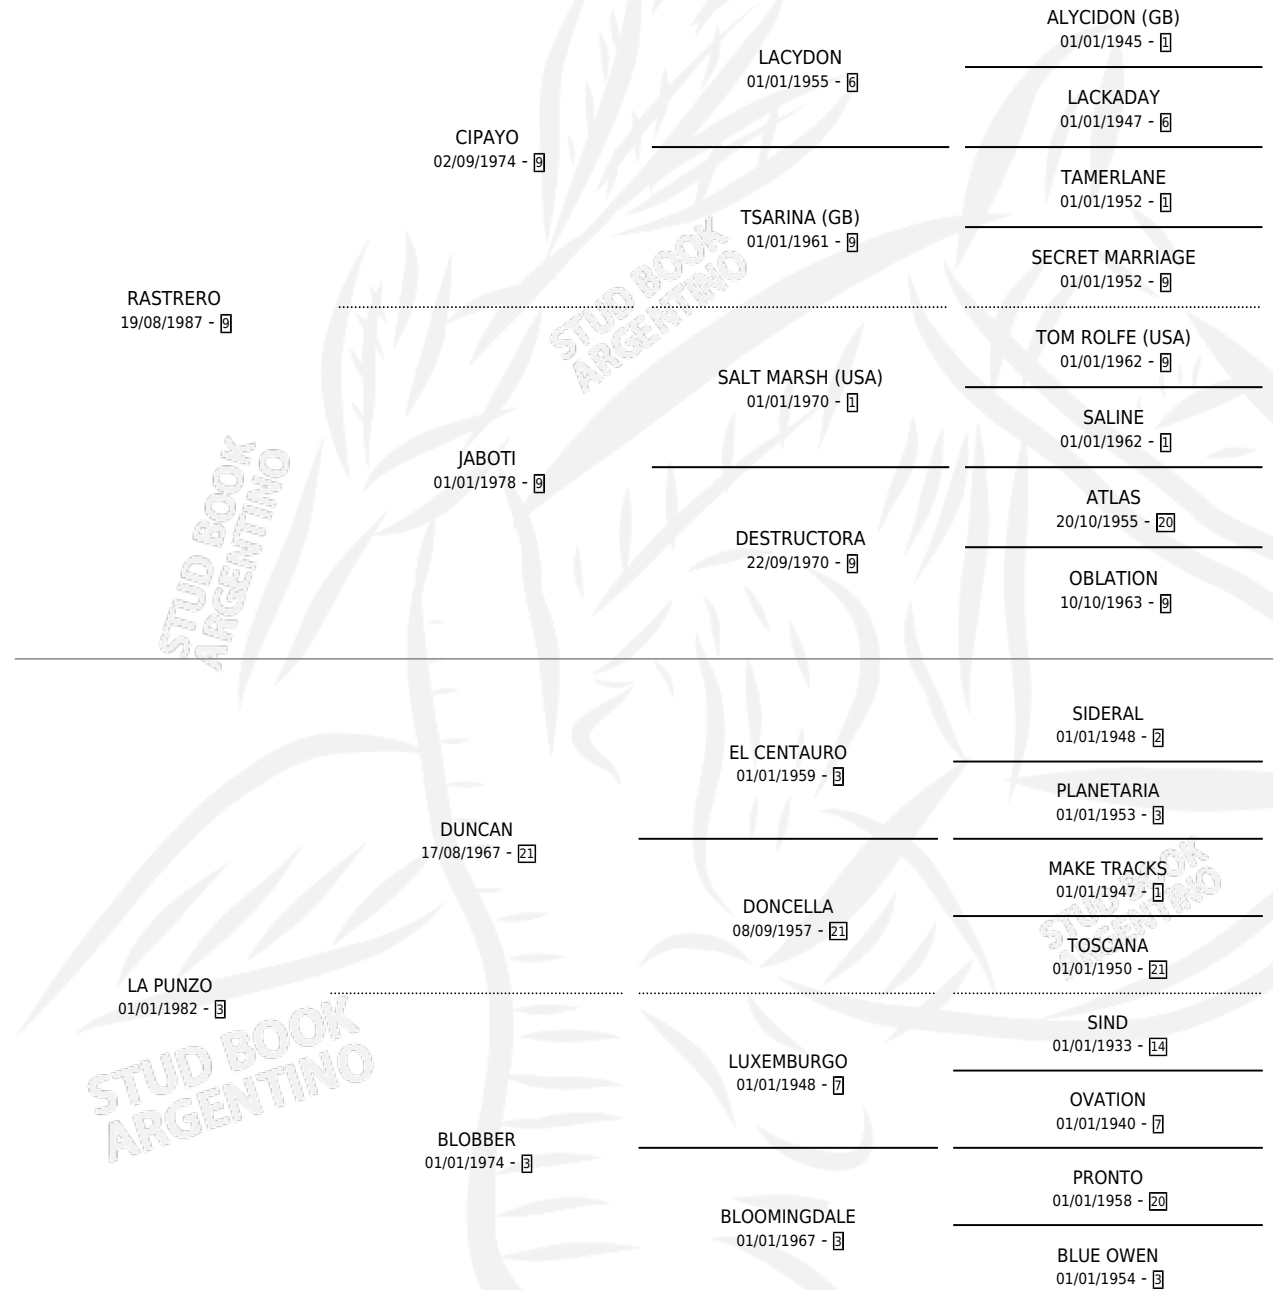 ALYCIDON (GB)
01/01/1945 - 1
LACYDON
01/01/1955 - 6
LACKADAY
01/01/1947 - 6
CIPAYO
02/09/1974 - 9
TAMERLANE
01/01/1952 - 1
TSARINA (GB)
01/01/1961 - 9
SECRET MARRIAGE
01/01/1952 - 9
RASTRERO
19/08/1987 - 9
TOM ROLFE (USA)
01/01/1962 - 9
SALT MARSH (USA)
01/01/1970 - 1
SALINE
01/01/1962 - 1
JABOTI
01/01/1978 - 9
ATLAS
20/10/1955 - 20
DESTRUCTORA
22/09/1970 - 9
OBLATION
10/10/1963 - 9
STUD BOOK
ARGENTINO
STUD BOOK
ARGENTINO
SIDERAL
01/01/1948 - 2
EL CENTAURO
01/01/1959 - 3
PLANETARIA
01/01/1953 - 3
DUNCAN
17/08/1967 - 21
MAKE TRACKS
01/01/1947 - 1
DONCELLA
08/09/1957 - 21
TOSCANA
01/01/1950 - 21
LA PUNZO
01/01/1982 - 3
SIND
01/01/1933 - 14
LUXEMBURGO
01/01/1948 - 7
OVATION
01/01/1940 - 7
BLOBBER
01/01/1974 - 3
PRONTO
01/01/1958 - 20
BLOOMINGDALE
01/01/1967 - 3
BLUE OWEN
01/01/1954 - 3
STUD BOOK
ARGENTINO
STUD BOOK
ARGENTINO